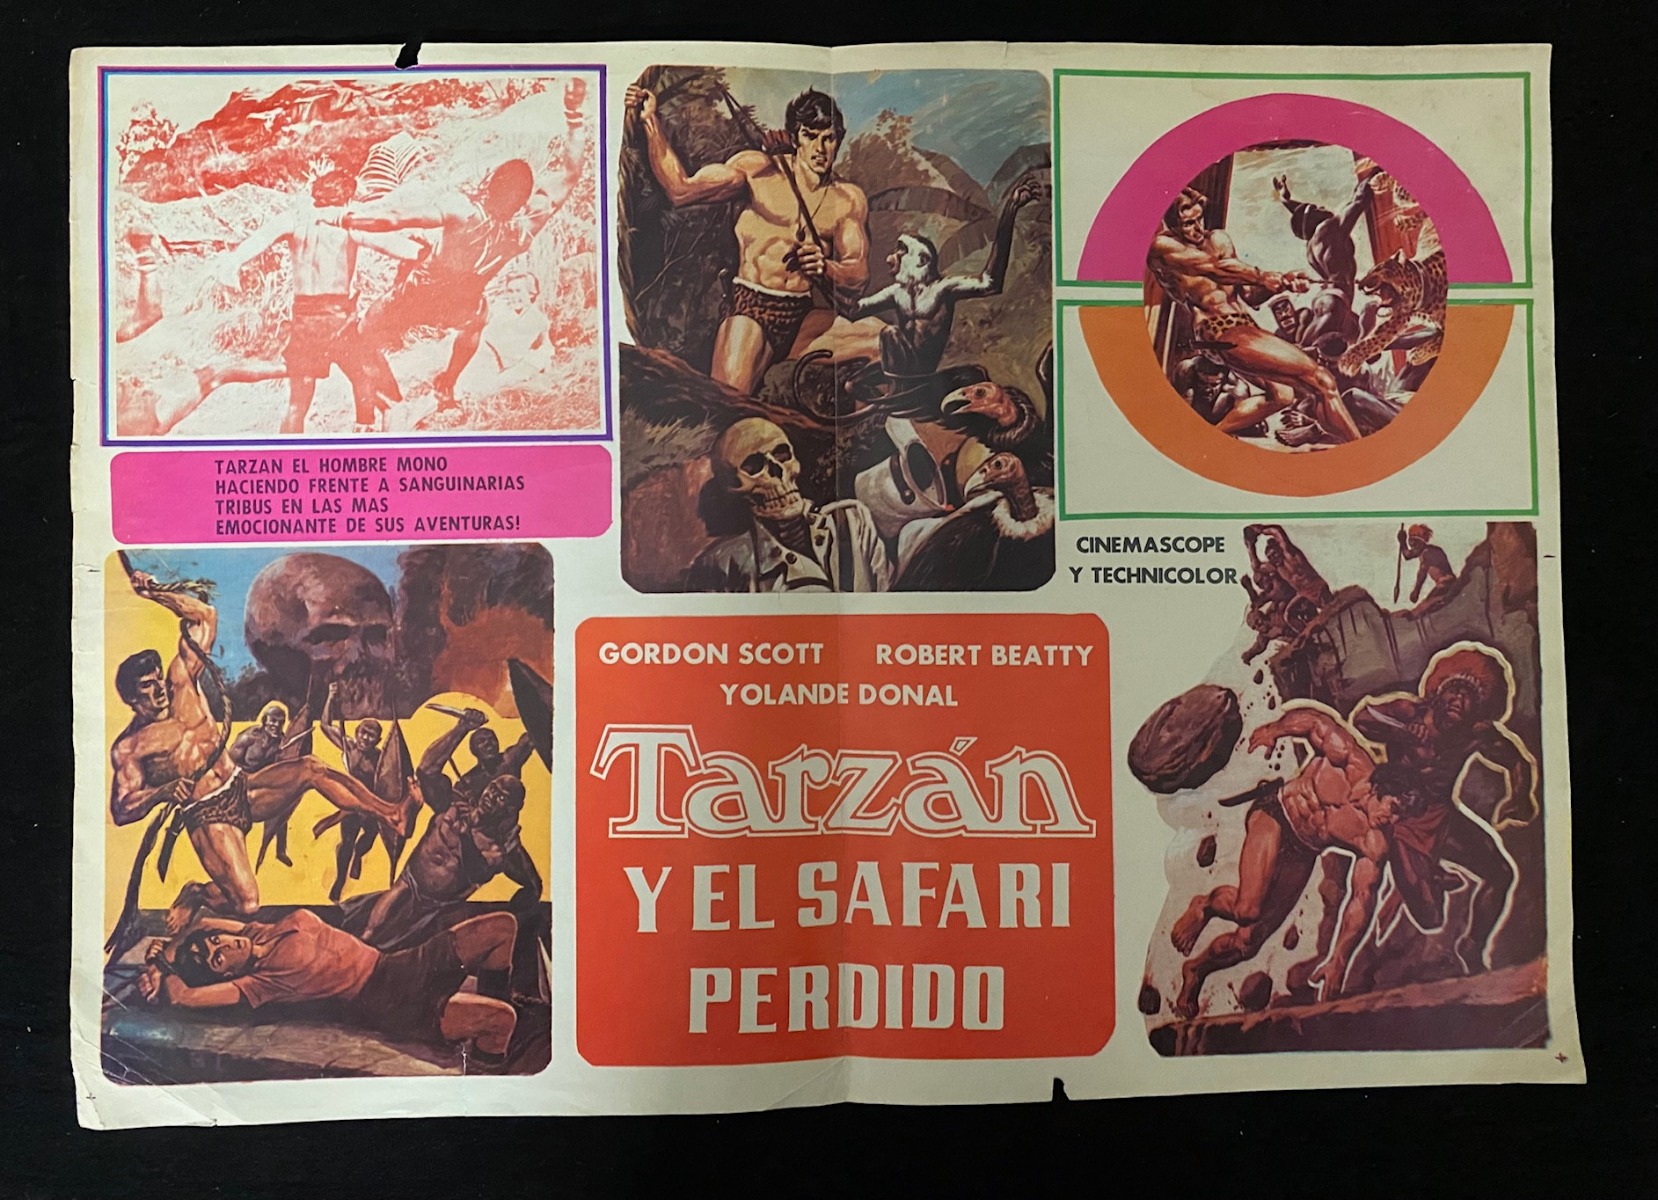 TARZAN EL HOMBRE MONO
HACIENDO FRENTE A SANGUINARIAS
TRIBUS EN LAS MAS
EMOCIONANTE DE SUS AVENTURAS!
CINEMASCOPE
Y TECHNICOLOR
GORDON SCOTT ROBERT BEATTY
YOLANDE DONAL
Tarzán
Y EL SAFARI
PERDIDO